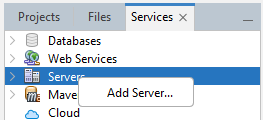 Projects Files Services
Databases
Web Services
Servers
Add Server...
Mave
Cloud